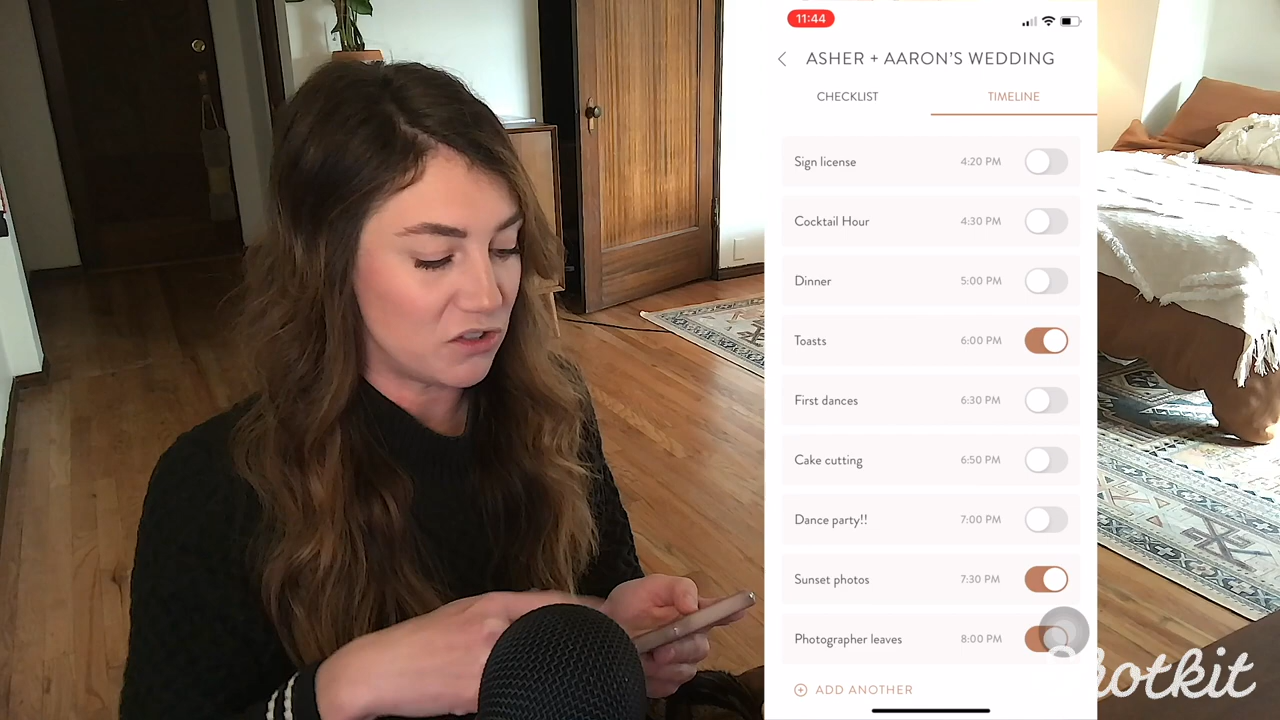 11:44
ASHER + AARON'S WEDDING
CHECKLIST TIMELINE
Sign license 4:20 PM
Cocktail Hour 4:30 PM
Dinner 5:00 PM
Toasts 6:00 PM
First dances 6:30 PM
Cake cutting 6:50 PM
Dance party!! 7:00 PM
Sunset photos 7:30 PM
Photographer leaves 8:00 PM
ADD ANOTHER
Shotkit